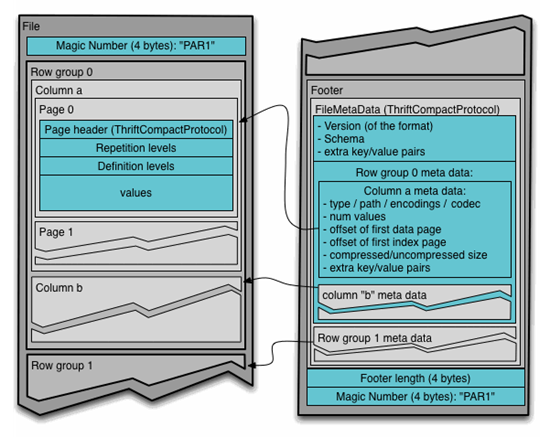 File
Magic Number (4 bytes): "PAR1"
Row group 0
Column a
Page 0
Page header (ThriftCompactProtocol)
Repetition levels
Definition levels
values
Page 1
Column b
Row group 1
Footer
FileMetaData (ThriftCompactProtocol)
- Version (of the format)
- Schema
- extra key/value pairs
Row group 0 meta data:
Column a meta data:
- type / path / encodings / codec
- num values
- offset of first data page
- offset of first index page
- compressed/uncompressed size
- extra key/value pairs
column "b" meta data
Row group 1 meta data
Footer length (4 bytes)
Magic Number (4 bytes): "PAR1"